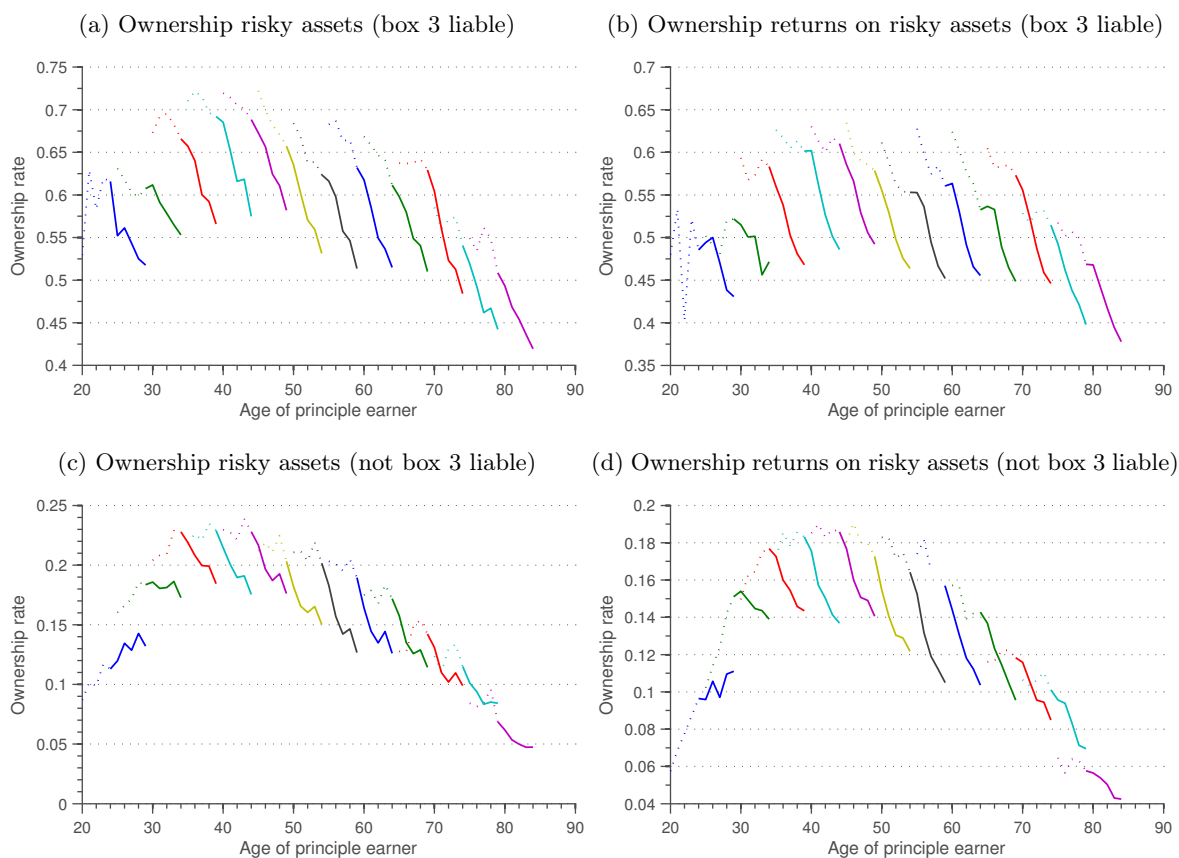 (a) Ownership risky assets (box 3 liable)
0.75
0.7
0.65
0.6
0.55
0.5
0.45
0.4
Ownership rate
20 30 40 50 60 70 80 90
Age of principle earner
(b) Ownership returns on risky assets (box 3 liable)
0.7
0.65
0.6
0.55
0.5
0.45
0.4
0.35
Ownership rate
20 30 40 50 60 70 80 90
Age of principle earner
(c) Ownership risky assets (not box 3 liable)
0.25
0.2
0.15
0.1
0.05
0
Ownership rate
20 30 40 50 60 70 80 90
Age of principle earner
(d) Ownership returns on risky assets (not box 3 liable)
0.2
0.18
0.16
0.14
0.12
0.1
0.08
0.06
0.04
Ownership rate
20 30 40 50 60 70 80 90
Age of principle earner